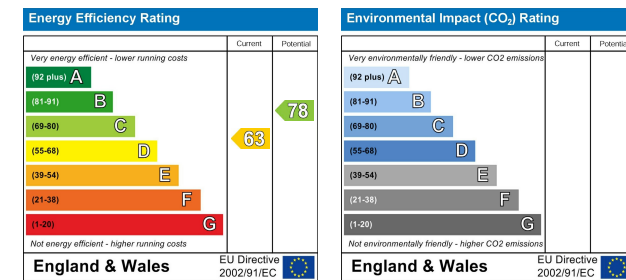 Energy Efficiency Rating
Current Potential
Very energy efficient - lower running costs
(92 plus) A
(81-91) B
(69-80) C
(55-68) D
(39-54) E
(21-38) F
(1-20) G
63
78
Not energy efficient - higher running costs
England & Wales
EU Directive
2002/91/EC
Environmental Impact (CO₂) Rating
Current Potential
Very environmentally friendly - lower CO2 emissions
(92 plus) A
(81-91) B
(69-80) C
(55-68) D
(39-54) E
(21-38) F
(1-20) G
Not environmentally friendly - higher CO2 emissions
England & Wales
EU Directive
2002/91/EC